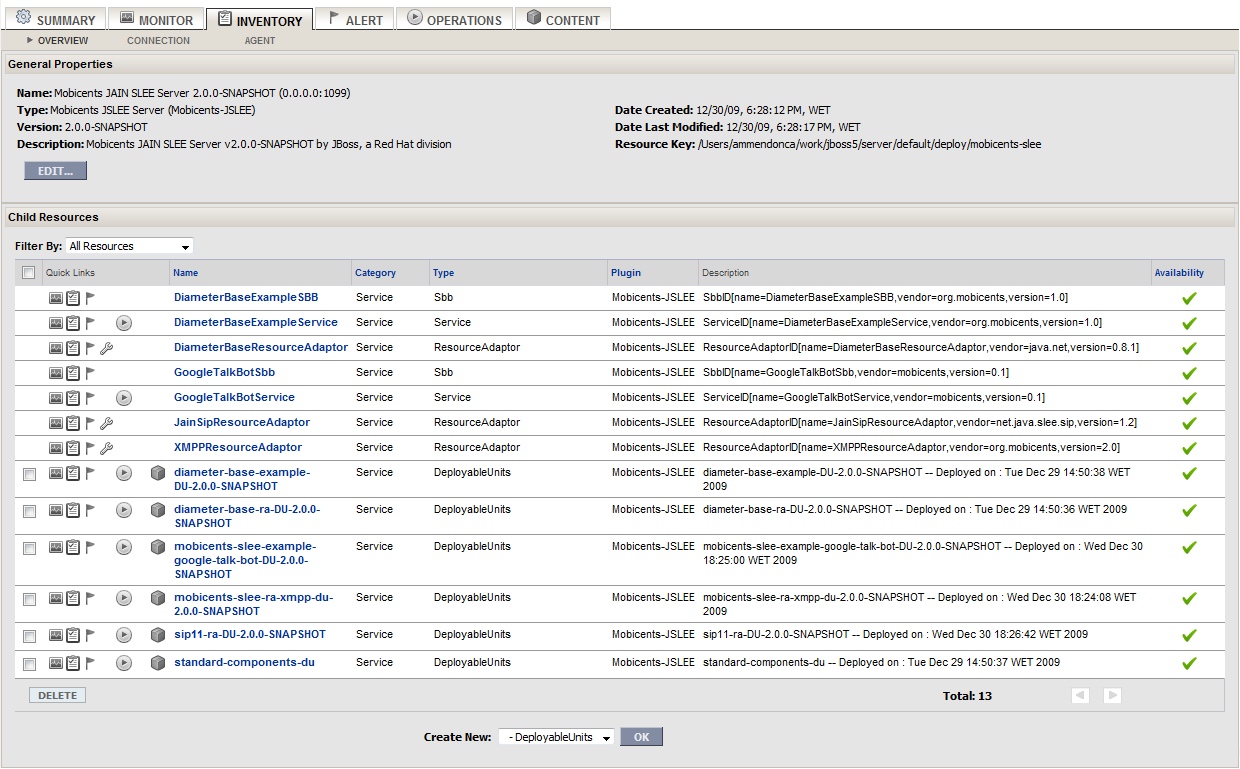 SUMMARY MONITOR INVENTORY ALERT OPERATIONS CONTENT
OVERVIEW CONNECTION AGENT
General Properties
Name: Mobicents JAIN SLEE Server 2.0.0-SNAPSHOT (0.0.0.0:1099)
Type: Mobicents JSLEE Server (Mobicents-JSLEE) Date Created: 12/30/09, 6:28:12 PM, WET
Version: 2.0.0-SNAPSHOT Date Last Modified: 12/30/09, 6:28:17 PM, WET
Description: Mobicents JAIN SLEE Server v2.0.0-SNAPSHOT by JBoss, a Red Hat division Resource Key: /Users/ammendonca/work/jboss5/server/default/deploy/mobicents-slee
EDIT...
Child Resources
Filter By: All Resources
Quick Links Name Category Type Plugin Description Availability
DiameterBaseExampleSBB Service Sbb Mobicents-JSLEE SbbID[name=DiameterBaseExampleSBB,vendor=org.mobicents,version=1.0]
DiameterBaseExampleService Service Service Mobicents-JSLEE ServiceID[name=DiameterBaseExampleService,vendor=org.mobicents,version=1.0]
DiameterBaseResourceAdaptor Service ResourceAdaptor Mobicents-JSLEE ResourceAdaptorID[name=DiameterBaseResourceAdaptor,vendor=java.net,version=0.8.1]
GoogleTalkBotSbb Service Sbb Mobicents-JSLEE SbbID[name=GoogleTalkBotSbb,vendor=mobicents,version=0.1]
GoogleTalkBotService Service Service Mobicents-JSLEE ServiceID[name=GoogleTalkBotService,vendor=mobicents,version=0.1]
JainSipResourceAdaptor Service ResourceAdaptor Mobicents-JSLEE ResourceAdaptorID[name=JainSipResourceAdaptor,vendor=net.java.slee.sip,version=1.2]
XMPPResourceAdaptor Service ResourceAdaptor Mobicents-JSLEE ResourceAdaptorID[name=XMPPResourceAdaptor,vendor=org.mobicents,version=2.0]
diameter-base-example- Service DeployableUnits Mobicents-JSLEE diameter-base-example-DU-2.0.0-SNAPSHOT -- Deployed on : Tue Dec 29 14:50:38 WET
DU-2.0.0-SNAPSHOT 2009
diameter-base-ra-DU-2.0.0- Service DeployableUnits Mobicents-JSLEE diameter-base-ra-DU-2.0.0-SNAPSHOT -- Deployed on : Tue Dec 29 14:50:36 WET 2009
SNAPSHOT
mobicents-slee-example- Service DeployableUnits Mobicents-JSLEE mobicents-slee-example-google-talk-bot-DU-2.0.0-SNAPSHOT -- Deployed on : Wed Dec 30
google-talk-bot-DU-2.0.0- 18:25:00 WET 2009
SNAPSHOT
mobicents-slee-ra-xmpp-du- Service DeployableUnits Mobicents-JSLEE mobicents-slee-ra-xmpp-du-2.0.0-SNAPSHOT -- Deployed on : Wed Dec 30 18:24:08 WET
2.0.0-SNAPSHOT 2009
sip11-ra-DU-2.0.0-SNAPSHOT Service DeployableUnits Mobicents-JSLEE sip11-ra-DU-2.0.0-SNAPSHOT -- Deployed on : Wed Dec 30 18:26:42 WET 2009
standard-components-du Service DeployableUnits Mobicents-JSLEE standard-components-du -- Deployed on : Tue Dec 29 14:50:37 WET 2009
DELETE Total: 13
Create New: - DeployableUnits OK